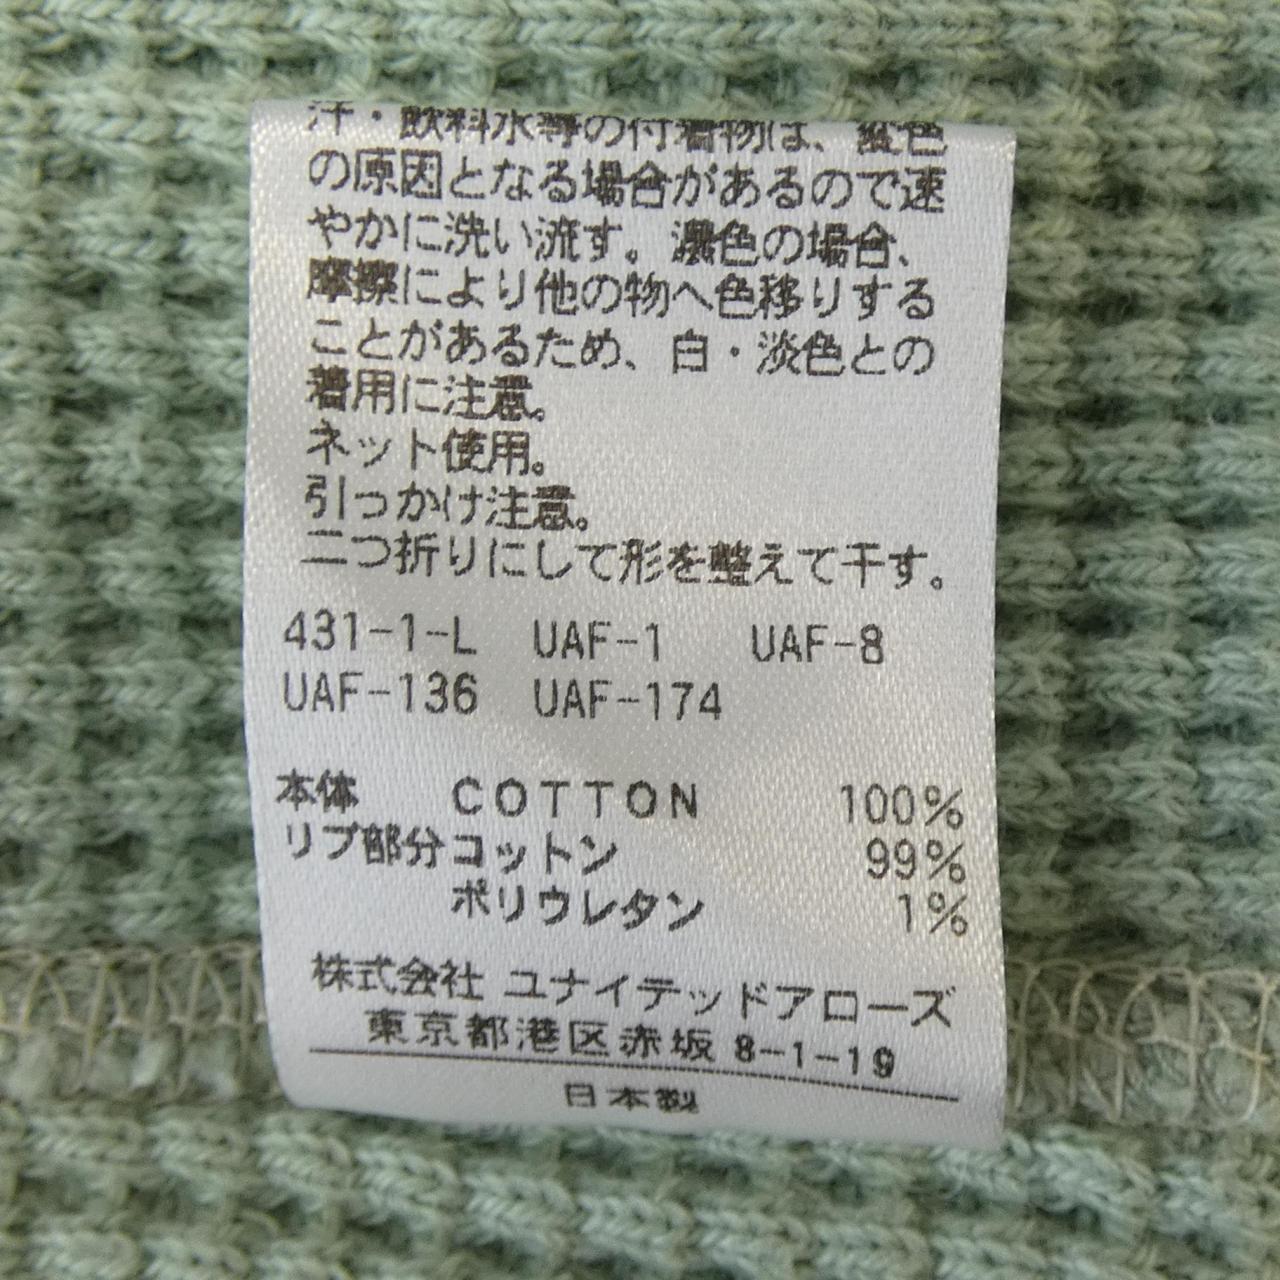 汗・飲料水等の付着物は、変色
の原因となる場合があるので速
やかに洗い流す。濃色の場合、
摩擦により他の物へ色移りする
ことがあるため、白・淡色との
着用に注意。
ネット使用。
引っかけ注意。
二つ折りにして形を整えて干す。
431-1-L UAF-1 UAF-8
UAF-136 UAF-174
本体 COTTON 100%
リブ部分 コットン 99%
ポリウレタン 1%
株式会社 ユナイテッドアローズ
東京都港区赤坂 8-1-19
日本製